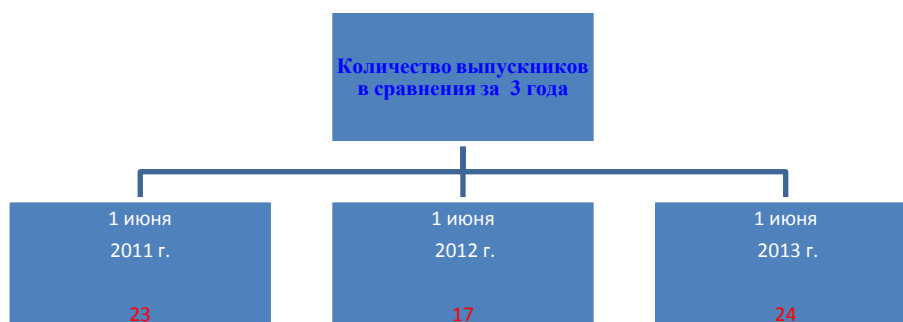 Количество выпускников
в сравнения за 3 года
1 июня
2011 г.
23
1 июня
2012 г.
17
1 июня
2013 г.
24